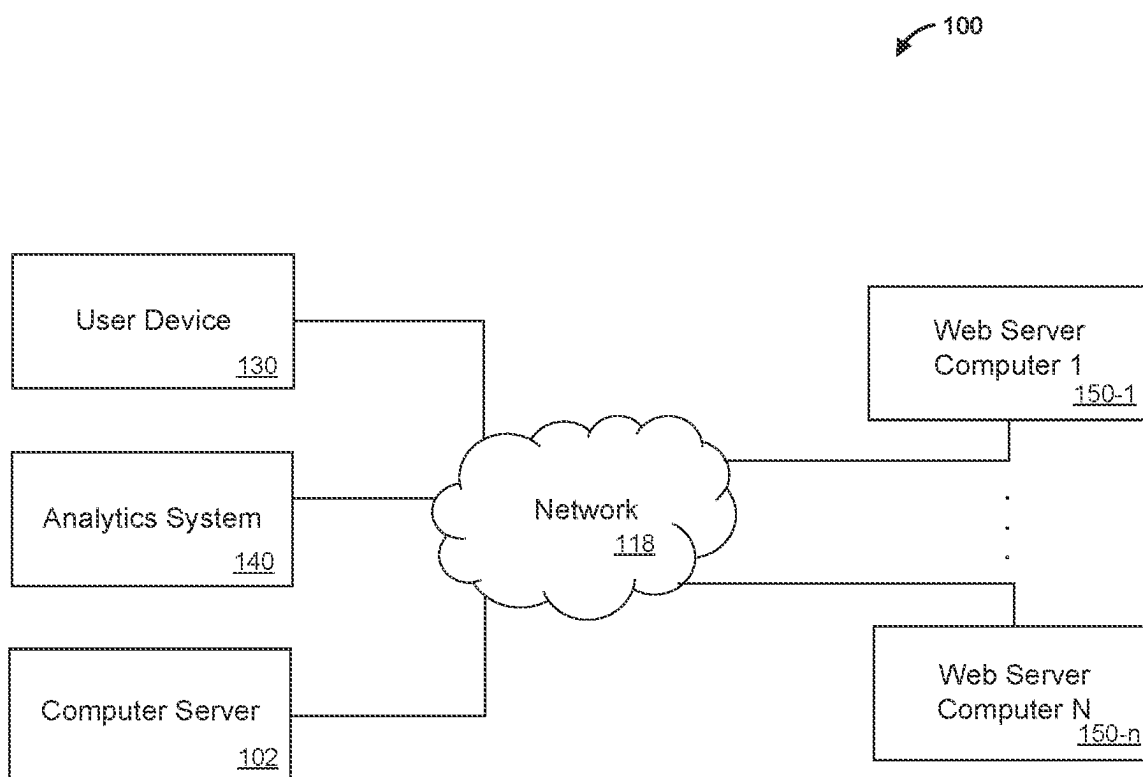 100
User Device
130
Analytics System
140
Computer Server
102
Network
118
Web Server
Computer 1
150-1
Web Server
Computer N
150-n